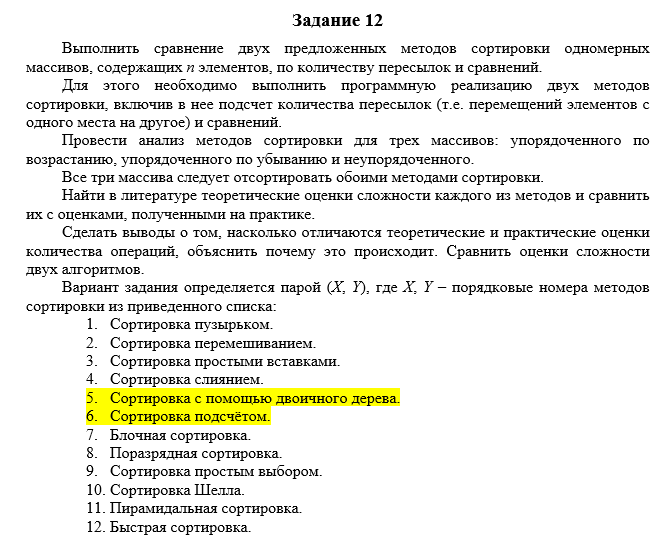 Задание 12
Выполнить сравнение двух предложенных методов сортировки одномерных
массивов, содержащих n элементов, по количеству пересылок и сравнений.
Для этого необходимо выполнить программную реализацию двух методов
сортировки, включив в нее подсчет количества пересылок (т.е. перемещений элементов с
одного места на другое) и сравнений.
Провести анализ методов сортировки для трех массивов: упорядоченного по
возрастанию, упорядоченного по убыванию и неупорядоченного.
Все три массива следует отсортировать обоими методами сортировки.
Найти в литературе теоретические оценки сложности каждого из методов и сравнить
их с оценками, полученными на практике.
Сделать выводы о том, насколько отличаются теоретические и практические оценки
количества операций, объяснить почему это происходит. Сравнить оценки сложности
двух алгоритмов.
Вариант задания определяется парой (X, Y), где X, Y – порядковые номера методов
сортировки из приведенного списка:
1. Сортировка пузырьком.
2. Сортировка перемешиванием.
3. Сортировка простыми вставками.
4. Сортировка слиянием.
5. Сортировка с помощью двоичного дерева.
6. Сортировка подсчётом.
7. Блочная сортировка.
8. Поразрядная сортировка.
9. Сортировка простым выбором.
10. Сортировка Шелла.
11. Пирамидальная сортировка.
12. Быстрая сортировка.